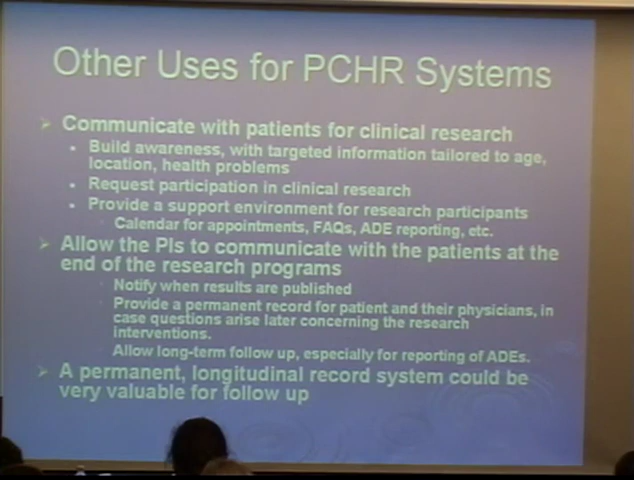 Other Uses for PCHR Systems
Communicate with patients for clinical research
Build awareness, with targeted information tailored to age,
location, health problems
Request participation in clinical research
Provide a support environment for research participants
Calendar for appointments, FAQs, ADE reporting, etc.
Allow the PIs to communicate with the patients at the
end of the research programs
Notify when results are published
Provide a permanent record for patient and their physicians, in
case questions arise later concerning the research
interventions.
Allow long-term follow up, especially for reporting of ADEs.
A permanent, longitudinal record system could be
very valuable for follow up